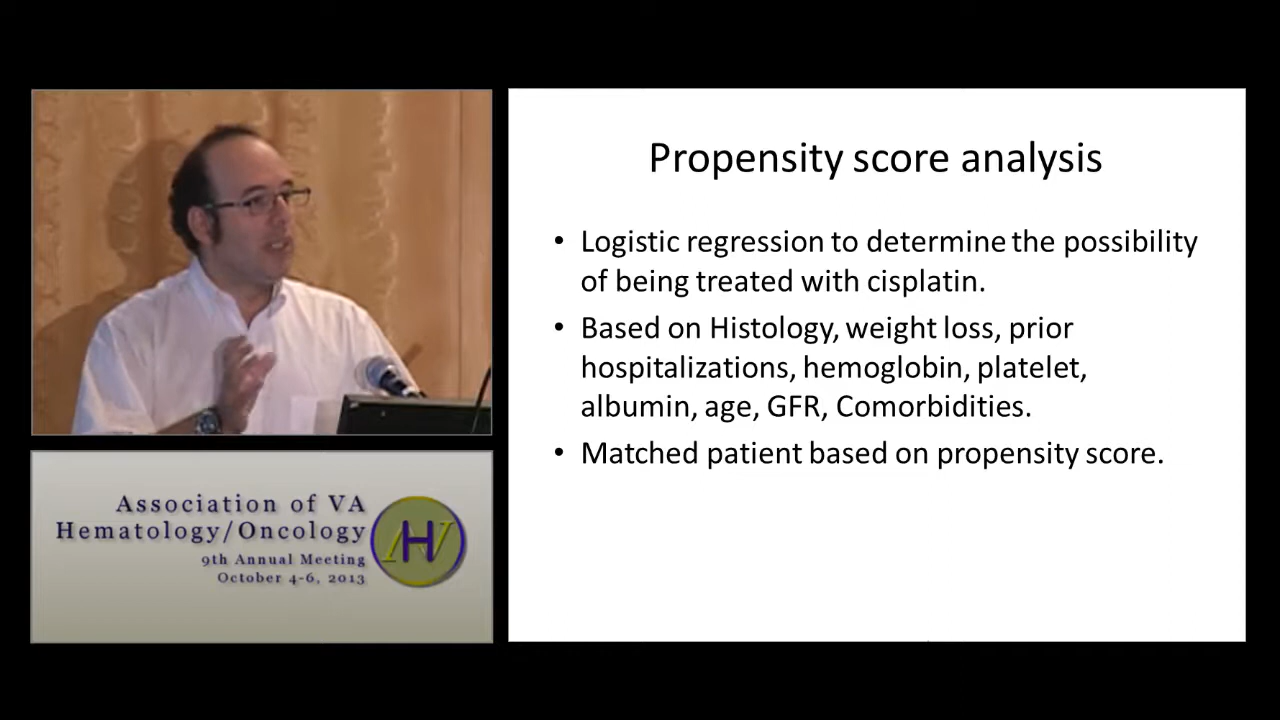 Propensity score analysis
• Logistic regression to determine the possibility
of being treated with cisplatin.
• Based on Histology, weight loss, prior
hospitalizations, hemoglobin, platelet,
albumin, age, GFR, Comorbidities.
• Matched patient based on propensity score.
Association of VA
Hematology/Oncology
9th Annual Meeting
October 4-6, 2013
AVH